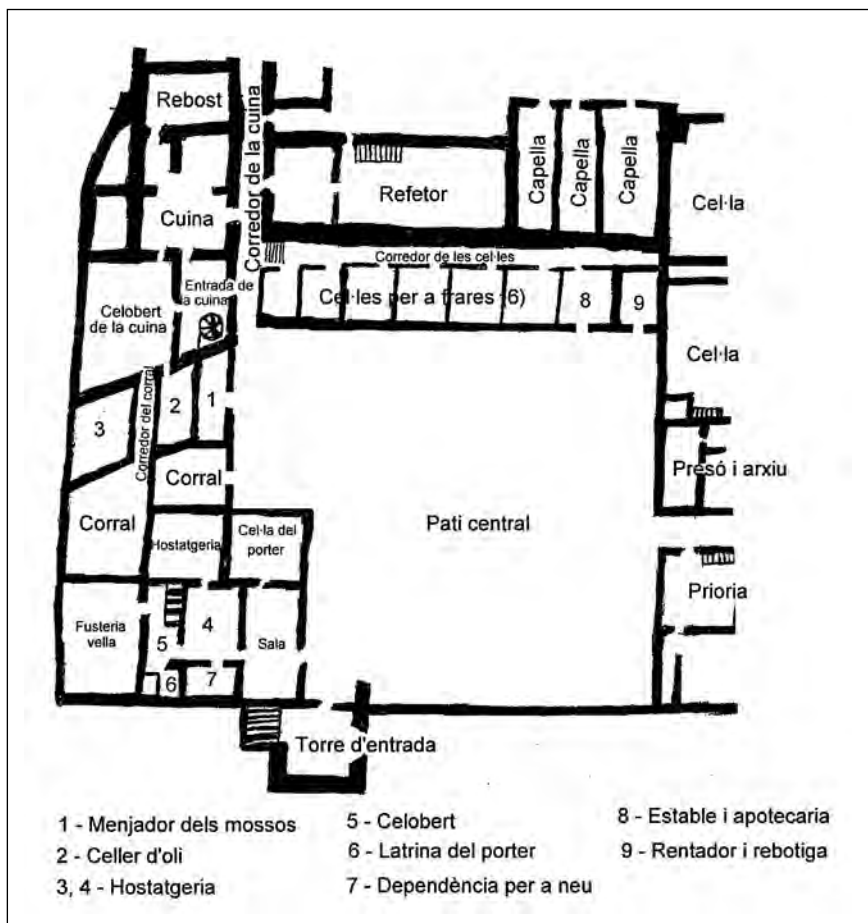 Rebost
Corredor de la cuina
Capella
Capella
Capella
Refetor
Cel·la
Cuina
Corredor de les cel·les
Entrada de
la cuina
Cel·les per a frares (6)
8
9
Celobert
de la cuina
Cel·la
1
2
3
Corredor del corral
Presó i arxiu
Corral
Corral
Pati central
Hostatgeria
Cel·la del
porter
Prioria
Fusteria
vella
4
5
Sala
6
7
Torre d'entrada
1 - Menjador dels mossos
2 - Celler d'oli
3, 4 - Hostatgeria
5 - Celobert
6 - Latrina del porter
7 - Dependència per a neu
8 - Estable i apotecaria
9 - Rentador i rebotiga